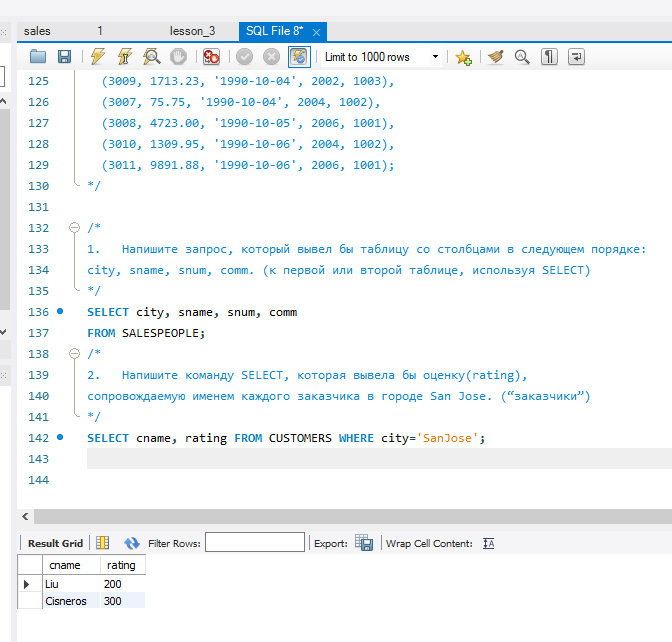 sales 1 lesson_3 SQL File 8* ×
Limit to 1000 rows
125 (3009, 1713.23, '1990-10-04', 2002, 1003),
126 (3007, 75.75, '1990-10-04', 2004, 1002),
127 (3008, 4723.00, '1990-10-05', 2006, 1001),
128 (3010, 1309.95, '1990-10-06', 2004, 1002),
129 (3011, 9891.88, '1990-10-06', 2006, 1001);
130 */
131
132 /*
133 1. Напишите запрос, который вывел бы таблицу со столбцами в следующем порядке:
134 city, sname, snum, comm. (к первой или второй таблице, используя SELECT)
135 */
136 SELECT city, sname, snum, comm
137 FROM SALESPEOPLE;
138 /*
139 2. Напишите команду SELECT, которая вывела бы оценку(rating),
140 сопровождаемую именем каждого заказчика в городе San Jose. (“заказчики”)
141 */
142 SELECT cname, rating FROM CUSTOMERS WHERE city='SanJose';
143
144
Result Grid Filter Rows: Export: Wrap Cell Content:
cname rating
Liu 200
Cisneros 300